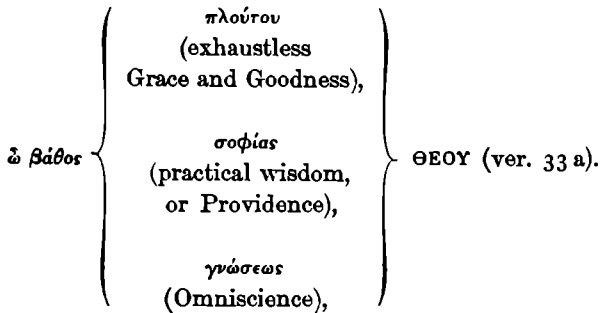 πλούτου
(exhaustless
Grace and Goodness),
σοφίας
ὦ βάθος (practical wisdom, ΘΕΟΥ (ver. 33 a).
or Providence),
γνώσεως
(Omniscience),